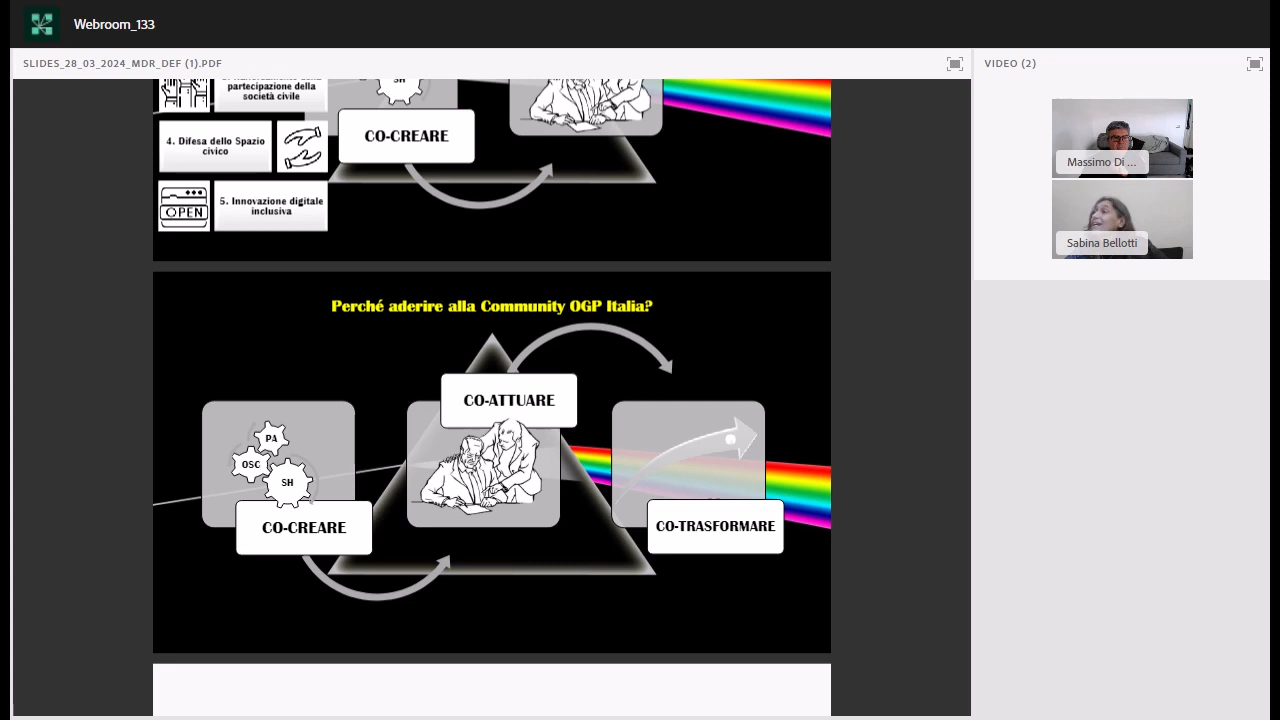 Webroom_133
SLIDES_28_03_2024_MDR_DEF (1).PDF
VIDEO (2)
partecipazione della
società civile
SH
CO-CREARE
4. Difesa dello Spazio
civico
OPEN
5. Innovazione digitale
inclusiva
Massimo Di ...
Sabina Bellotti
Perché aderire alla Community OGP Italia?
CO-ATTUARE
PA
OSC
SH
CO-CREARE
CO-TRASFORMARE